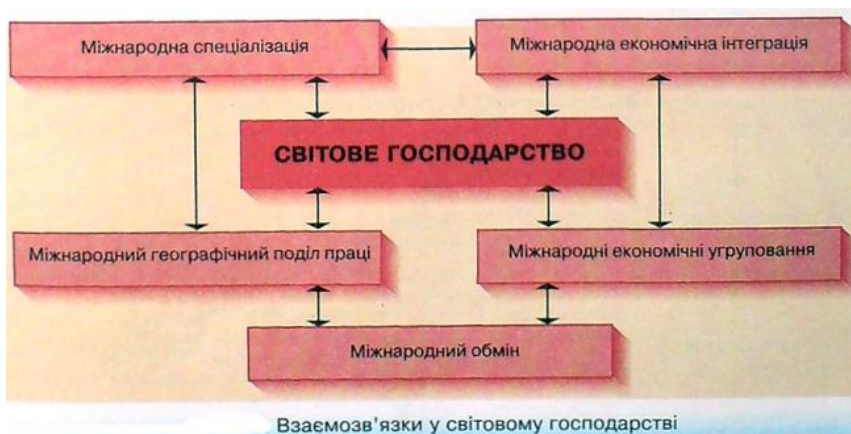 Міжнародна спеціалізація
Міжнародна економічна інтеграція
СВІТОВЕ ГОСПОДАРСТВО
Міжнародний географічний поділ праці
Міжнародні економічні угруповання
Міжнародний обмін
Взаємозв'язки у світовому господарстві